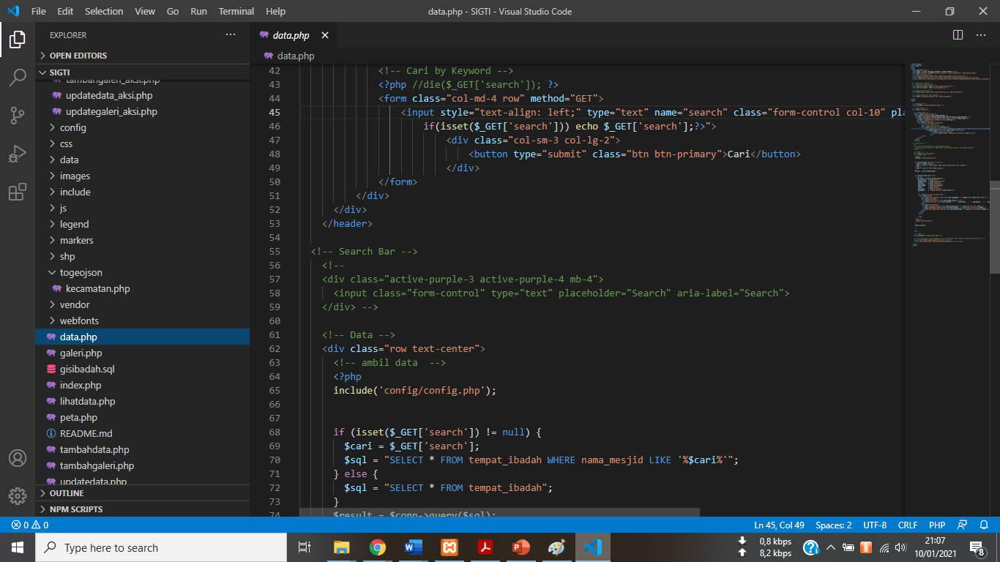 File Edit Selection View Go Run Terminal Help
data.php - SIGTI - Visual Studio Code
EXPLORER
OPEN EDITORS
SIGTI
tambahgaleri_aksi.php
updatedata_aksi.php
updategaleri_aksi.php
config
css
data
images
include
js
legend
markers
shp
togeojson
kecamatan.php
vendor
webfonts
data.php
galeri.php
gisibadah.sql
index.php
lihatdata.php
peta.php
README.md
tambahdata.php
tambahgaleri.php
updatedata.php
OUTLINE
NPM SCRIPTS
data.php
data.php
42 <!-- Cari by Keyword -->
43 <?php //die($_GET['search']); ?>
44 <form class="col-md-4 row" method="GET">
45 <input style="text-align: left;" type="text" name="search" class="form-control col-10" pla
46 if(isset($_GET['search'])) echo $_GET['search'];?>">
47 <div class="col-sm-3 col-lg-2">
48 <button type="submit" class="btn btn-primary">Cari</button>
49 </div>
50 </form>
51 </div>
52 </div>
53 </header>
54
55 <!-- Search Bar -->
56 <!--
57 <div class="active-purple-3 active-purple-4 mb-4">
58 <input class="form-control" type="text" placeholder="Search" aria-label="Search">
59 </div> -->
60
61 <!-- Data -->
62 <div class="row text-center">
63 <!-- ambil data  -->
64 <?php
65 include('config/config.php');
66
67
68 if (isset($_GET['search']) != null) {
69 $cari = $_GET['search'];
70 $sql = "SELECT * FROM tempat_ibadah WHERE nama_mesjid LIKE '%$cari%'";
71 } else {
72 $sql = "SELECT * FROM tempat_ibadah";
73 }
74 $result = $conn->query($sql);
0 0
Ln 45, Col 49 Spaces: 2 UTF-8 CRLF PHP
Type here to search
0,8 kbps
8,2 kbps
21:07
10/01/2021
8